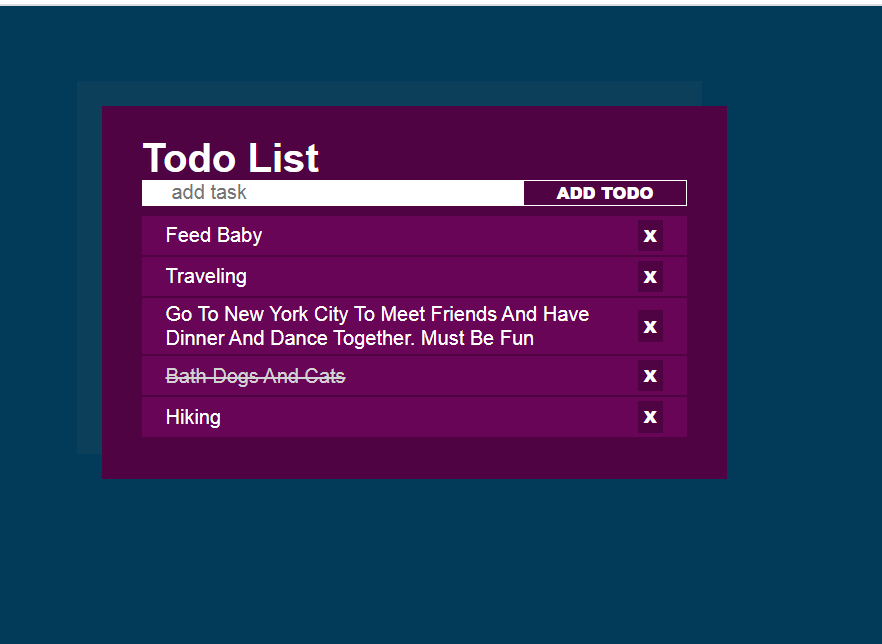 Todo List
add task
ADD TODO
Feed Baby
X
Traveling
X
Go To New York City To Meet Friends And Have
Dinner And Dance Together. Must Be Fun
X
Bath Dogs And Cats
X
Hiking
X